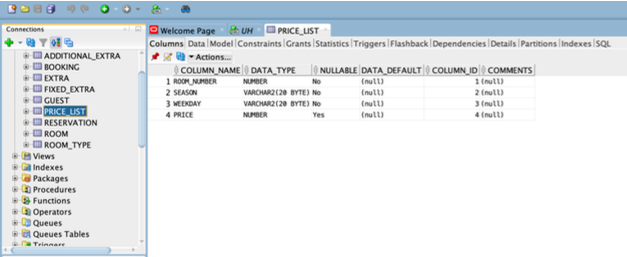 Connections
Welcome Page
UH
PRICE_LIST
Columns Data Model Constraints Grants Statistics Triggers Flashback Dependencies Details Partitions Indexes SQL
Actions...
COLUMN_NAME DATA_TYPE NULLABLE DATA_DEFAULT COLUMN_ID COMMENTS
1 ROOM_NUMBER NUMBER No (null) 1 (null)
2 SEASON VARCHAR2(20 BYTE) No (null) 2 (null)
3 WEEKDAY VARCHAR2(20 BYTE) No (null) 3 (null)
4 PRICE NUMBER Yes (null) 4 (null)
ADDITIONAL_EXTRA
BOOKING
EXTRA
FIXED_EXTRA
GUEST
PRICE_LIST
RESERVATION
ROOM
ROOM_TYPE
Views
Indexes
Packages
Procedures
Functions
Operators
Queues
Queues Tables
Triggers